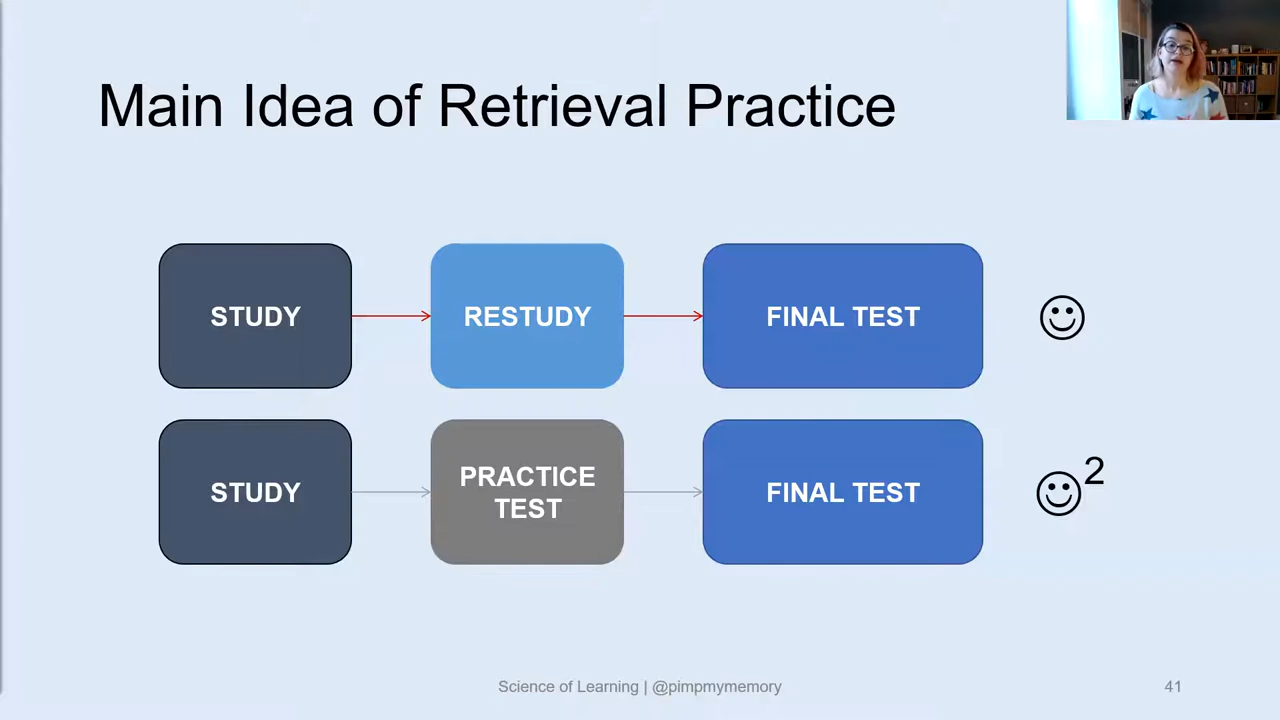 Main Idea of Retrieval Practice
STUDY
RESTUDY
FINAL TEST
STUDY
PRACTICE
TEST
FINAL TEST
2
Science of Learning | @pimpmymemory
41